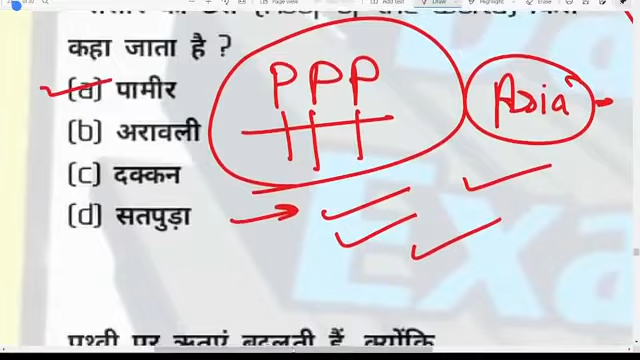 कहा जाता है ?
(a) पामीर
(b) अरावली
(c) दक्कन
(d) सतपुड़ा
PPP
Asia
पृथ्वी पर ऋतुएं बदलती हैं, क्योंकि